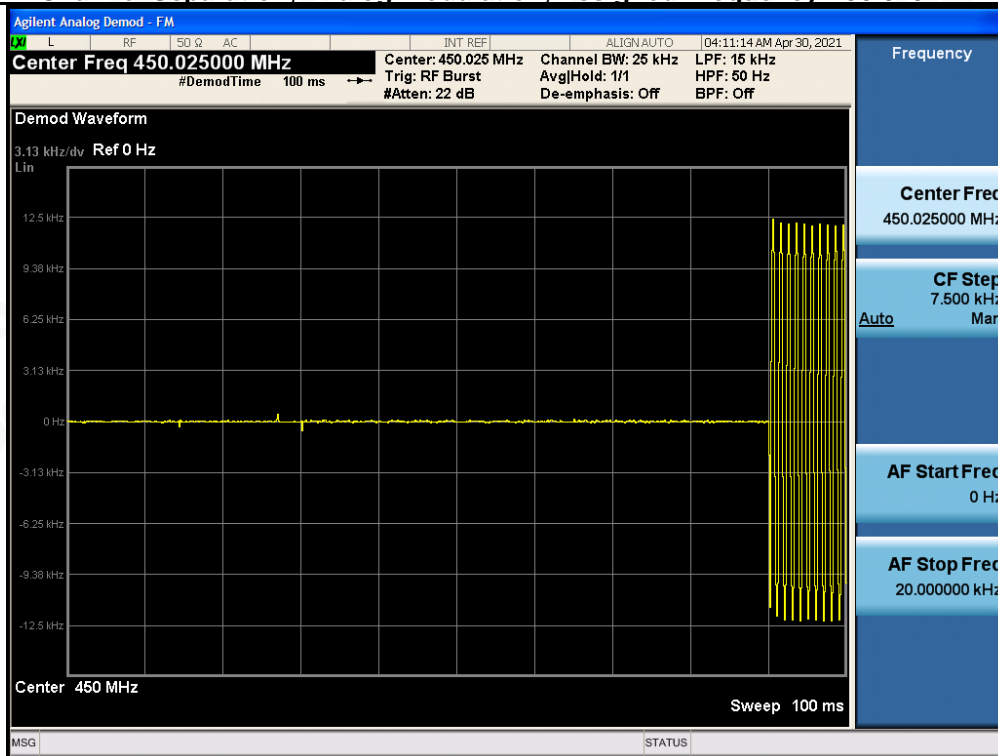 Agilent Analog Demod - FM
LXI L RF 50 Ω AC INT REF ALIGN AUTO 04:11:14 AM Apr 30, 2021
Center Freq 450.025000 MHz
#DemodTime 100 ms
Center: 450.025 MHz Channel BW: 25 kHz LPF: 15 kHz
Trig: RF Burst Avg|Hold: 1/1 HPF: 50 Hz
#Atten: 22 dB De-emphasis: Off BPF: Off
Demod Waveform
3.13 kHz/dv Ref 0 Hz
Lin
12.5 kHz
9.38 kHz
6.25 kHz
3.13 kHz
0 Hz
-3.13 kHz
-6.25 kHz
-9.38 kHz
-12.5 kHz
Center 450 MHz
Sweep 100 ms
MSG STATUS
Frequency
Center Freq
450.025000 MHz
CF Step
7.500 kHz
Auto Man
AF Start Freq
0 Hz
AF Stop Freq
20.000000 kHz